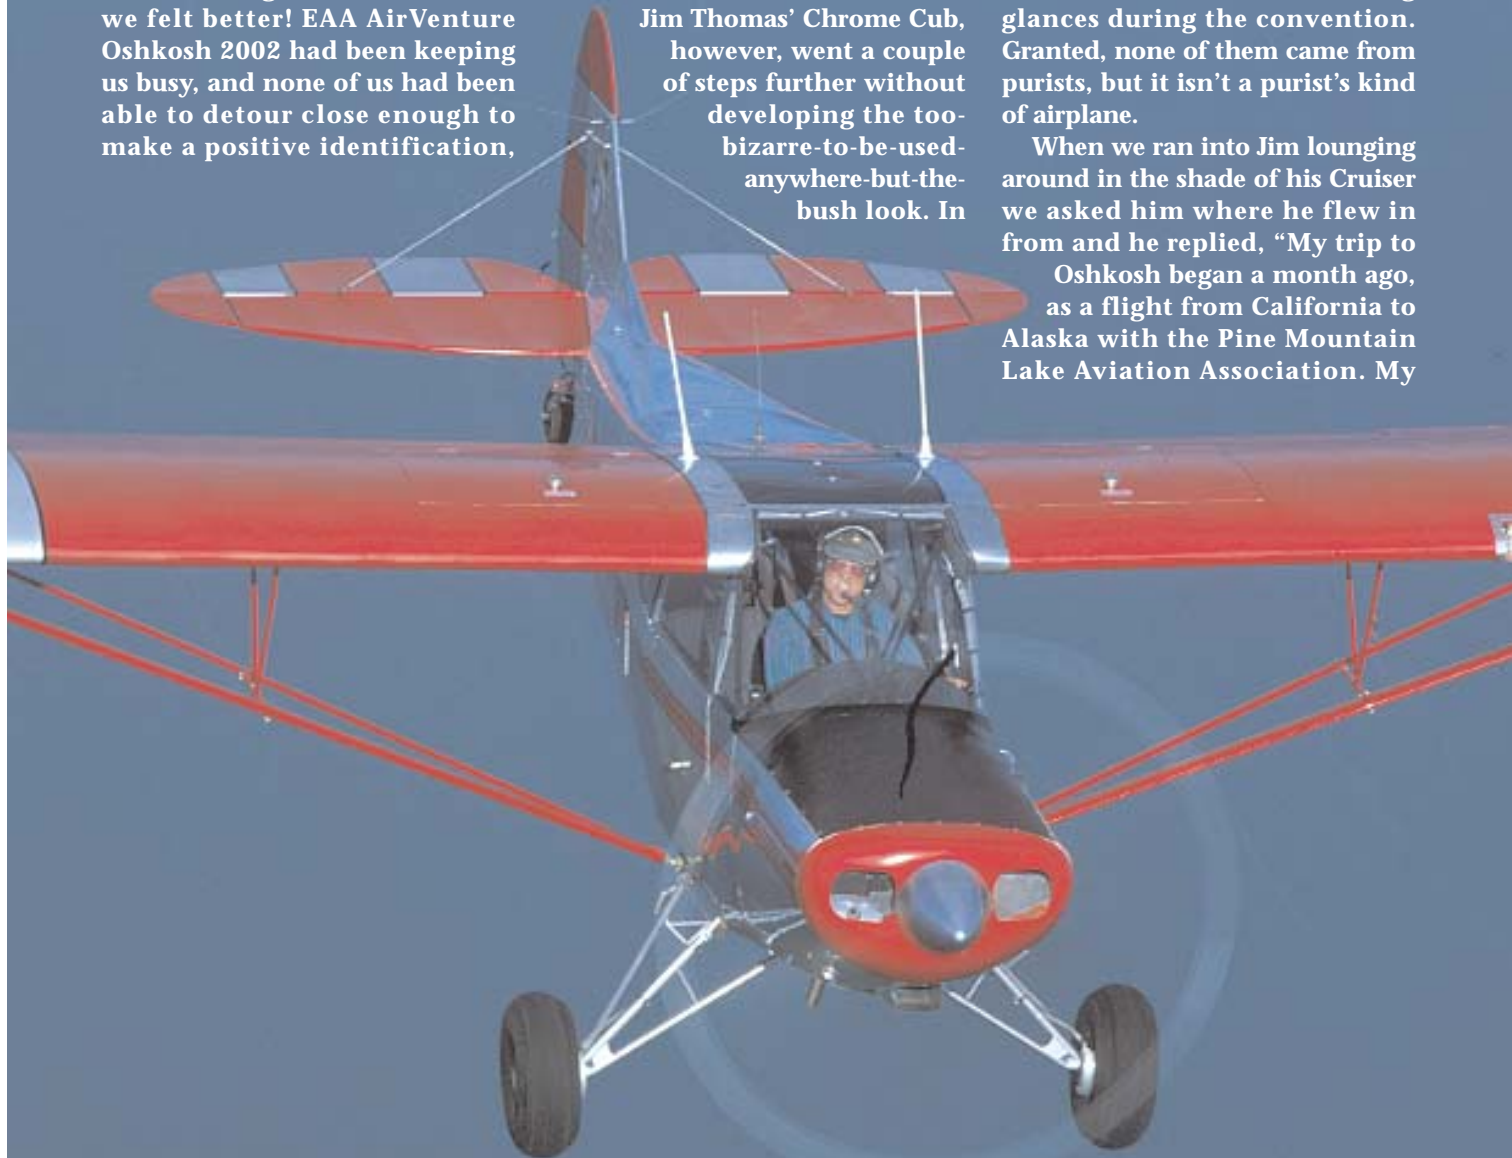 we felt better! EAA AirVenture
Oshkosh 2002 had been keeping
us busy, and none of us had been
able to detour close enough to
make a positive identification,
Jim Thomas’ Chrome Cub,
however, went a couple
of steps further without
developing the too-
bizarre-to-be-used-
anywhere-but-the-
bush look. In
glances during the convention.
Granted, none of them came from
purists, but it isn’t a purist’s kind
of airplane.
When we ran into Jim lounging
around in the shade of his Cruiser
we asked him where he flew in
from and he replied, “My trip to
Oshkosh began a month ago,
as a flight from California to
Alaska with the Pine Mountain
Lake Aviation Association. My